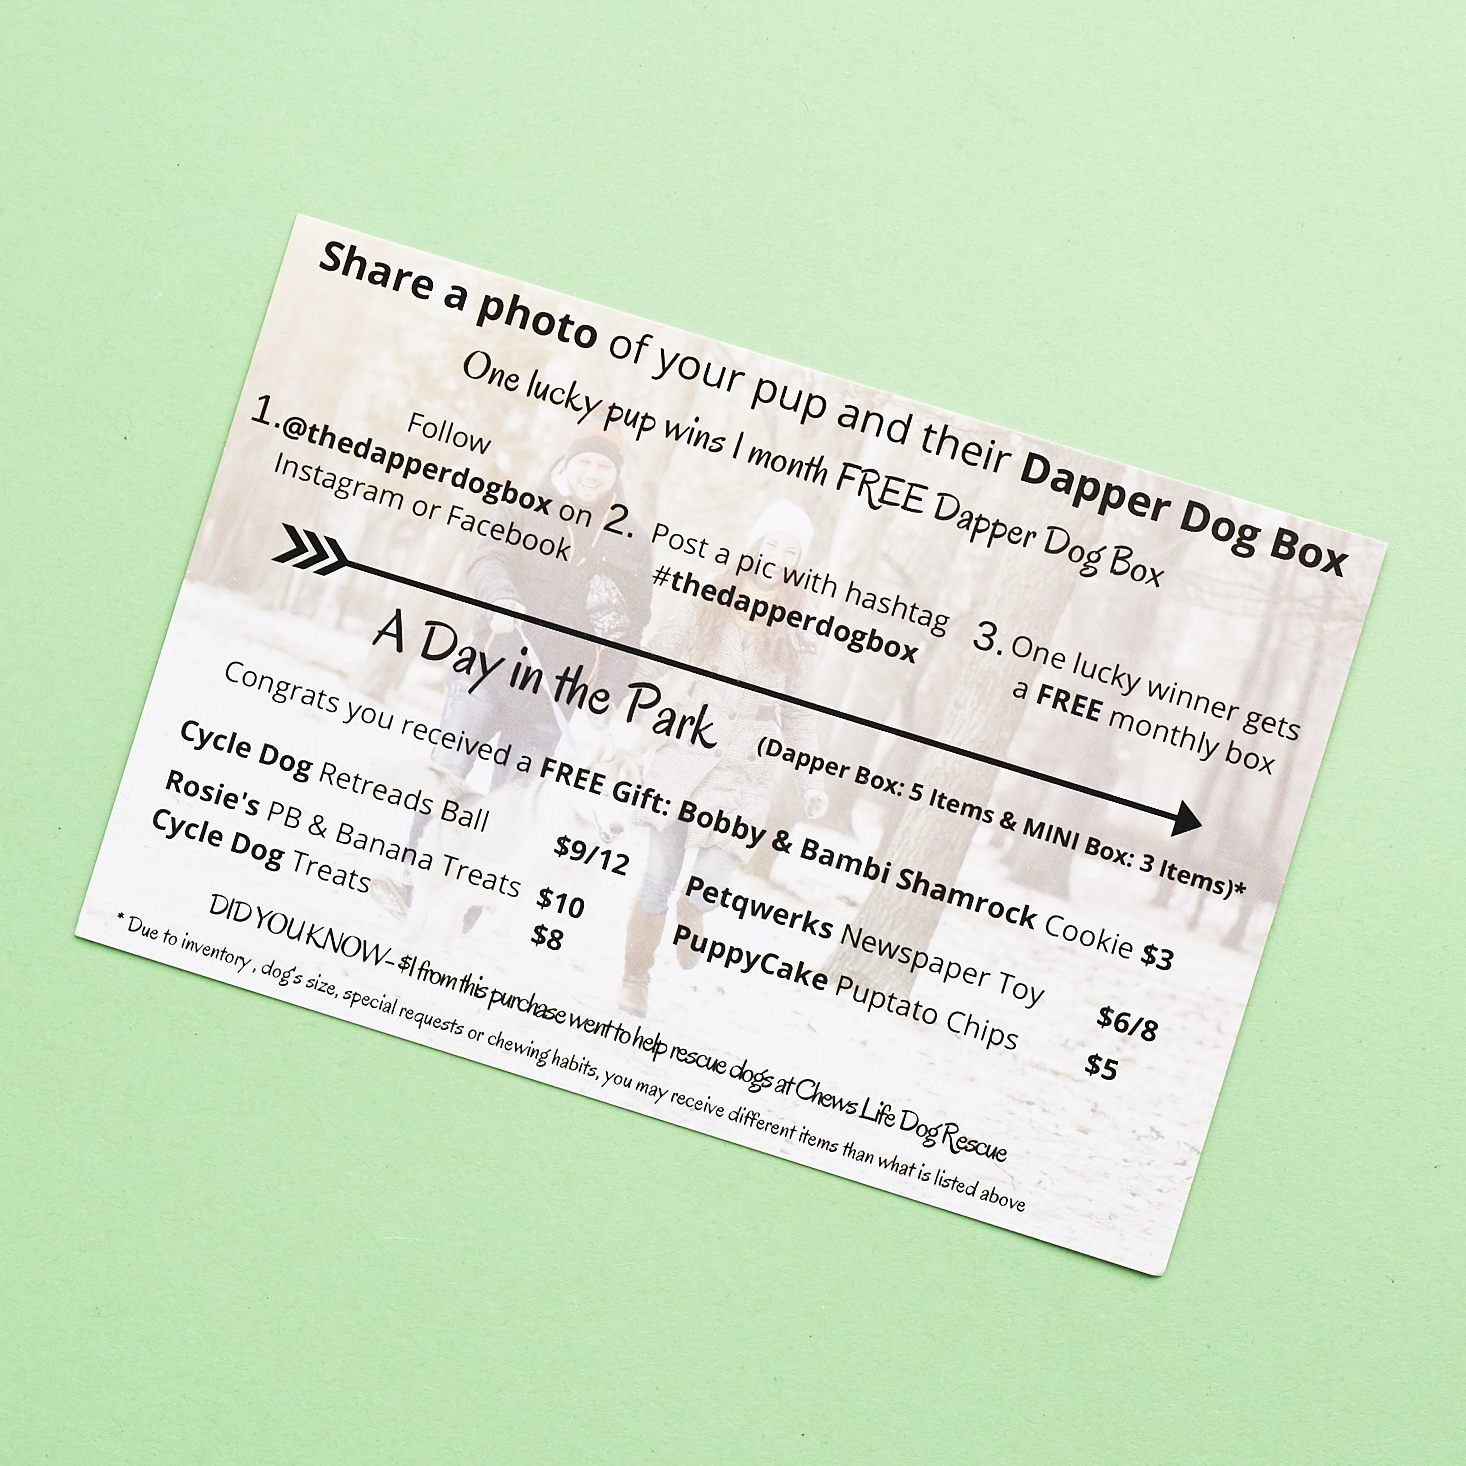 Share a photo of your pup and their Dapper Dog Box
One lucky pup wins 1 month FREE Dapper Dog Box
1. Follow
@thedapperdogbox on
Instagram or Facebook
2. Post a pic with hashtag
#thedapperdogbox
3. One lucky winner gets
a FREE monthly box
A Day in the Park (Dapper Box: 5 Items & MINI Box: 3 Items)*
Congrats you received a FREE Gift: Bobby & Bambi Shamrock Cookie $3
Cycle Dog Retreads Ball $9/12
Rosie's PB & Banana Treats $10
Cycle Dog Treats $8
Petqwerks Newspaper Toy $6/8
PuppyCake Puptato Chips $5
DID YOU KNOW- $1 from this purchase went to help rescue dogs at Chews Life Dog Rescue
*Due to inventory, dog's size, special requests or chewing habits, you may receive different items than what is listed above